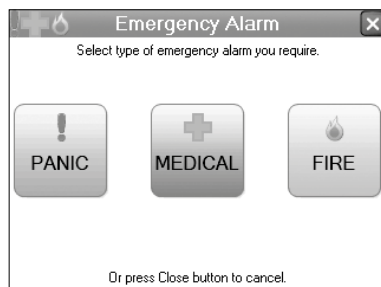 Emergency Alarm
Select type of emergency alarm you require.
PANIC MEDICAL FIRE
Or press Close button to cancel.